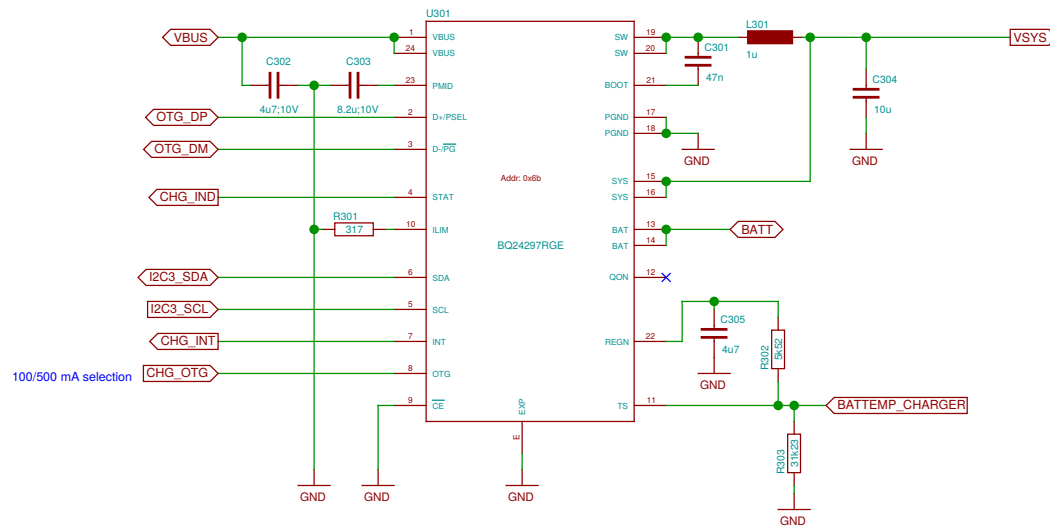 U301
VBUS
1
VBUS
24
VBUS
C302
4u7;10V
C303
8.2u;10V
23
PMID
OTG_DP
2
D+/PSEL
OTG_DM
3
D-/PG
CHG_IND
4
STAT
R301
317
10
ILIM
I2C3_SDA
6
SDA
I2C3_SCL
5
SCL
CHG_INT
7
INT
100/500 mA selection
CHG_OTG
8
OTG
9
CE
GND
GND
Addr: 0x6b
BQ24297RGE
EXP
E
GND
SW
19
SW
20
L301
1u
VSYS
C301
47n
BOOT
21
C304
10u
GND
PGND
17
PGND
18
GND
SYS
15
SYS
16
BAT
13
BAT
14
BATT
QON
12
REGN
22
C305
4u7
GND
R302
5k52
TS
11
BATTEMP_CHARGER
R303
31k23
GND